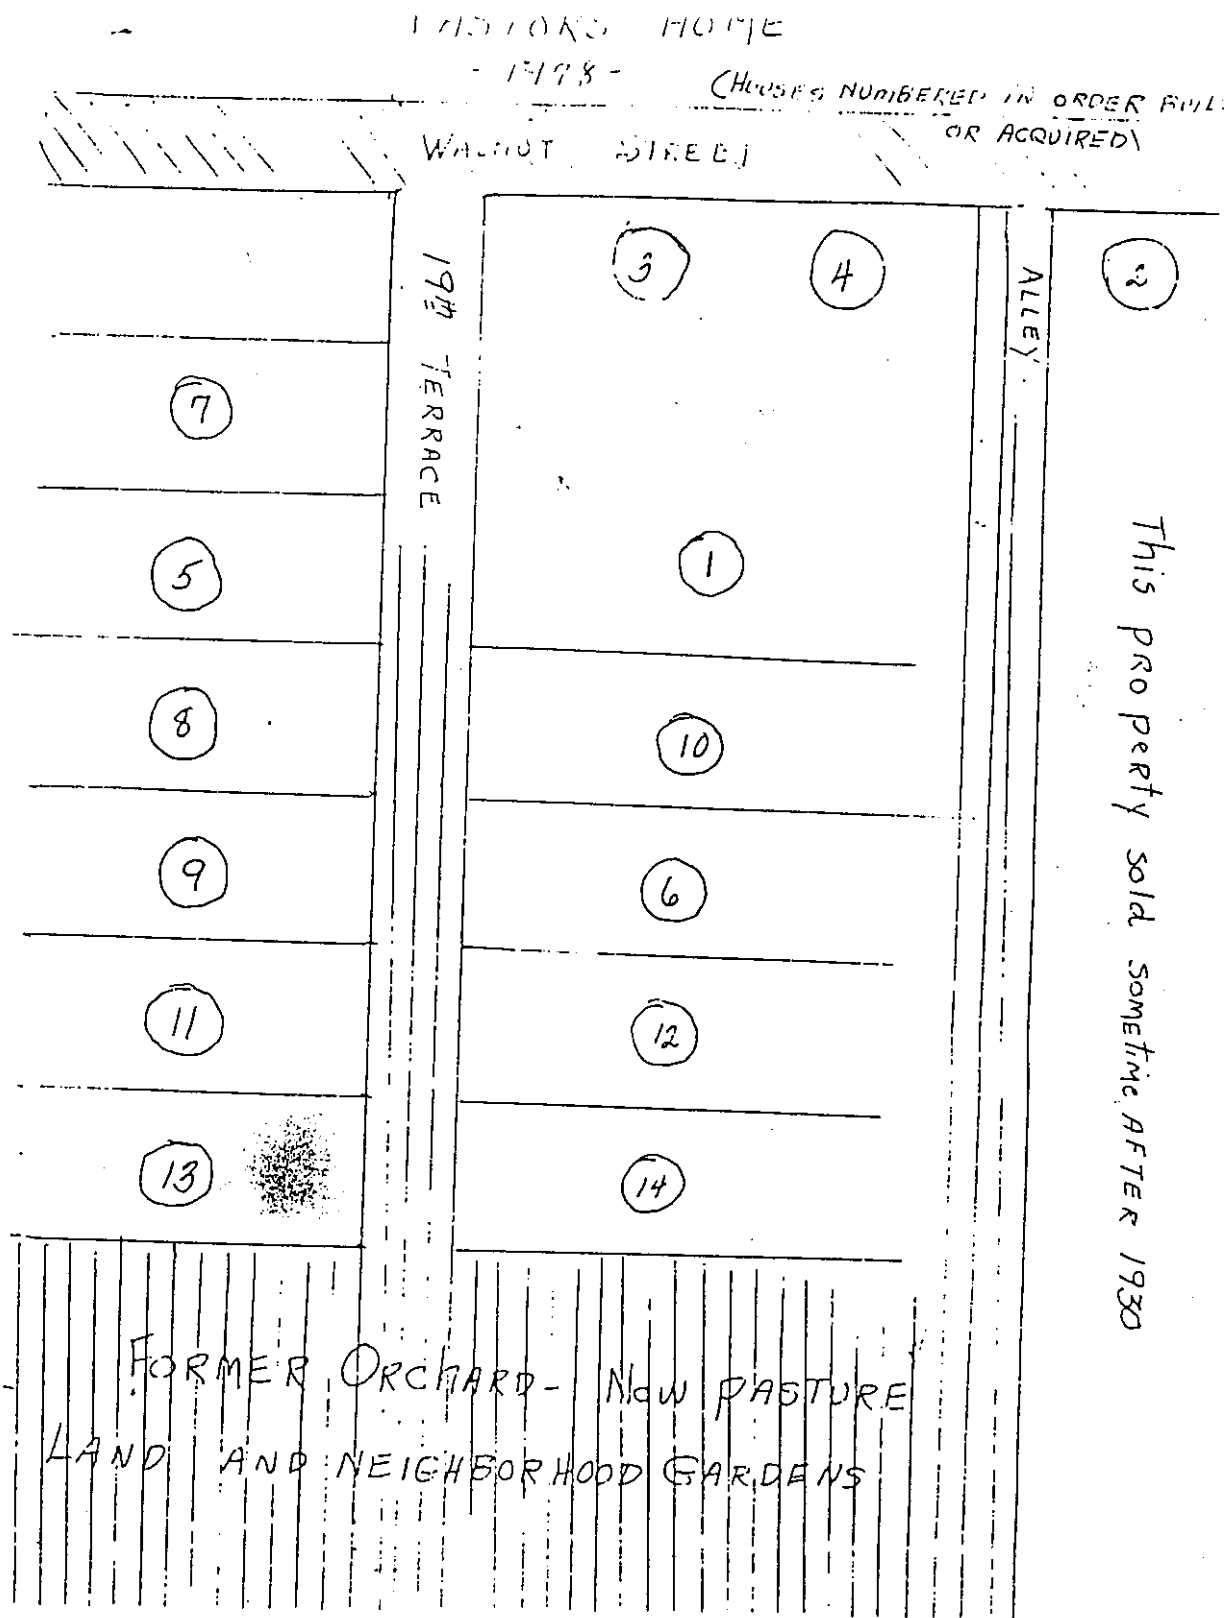 HOME
(HOUSES NUMBERED IN ORDER BUIL
OR ACQUIRED)
WALNUT STREET
19TH TERRACE
3
4
ALLEY
2
7
5
1
8
10
9
6
11
12
13
14
This property sold sometime AFTER 1930
FORMER ORCHARD - NOW PASTURE
LAND AND NEIGHBORHOOD GARDENS